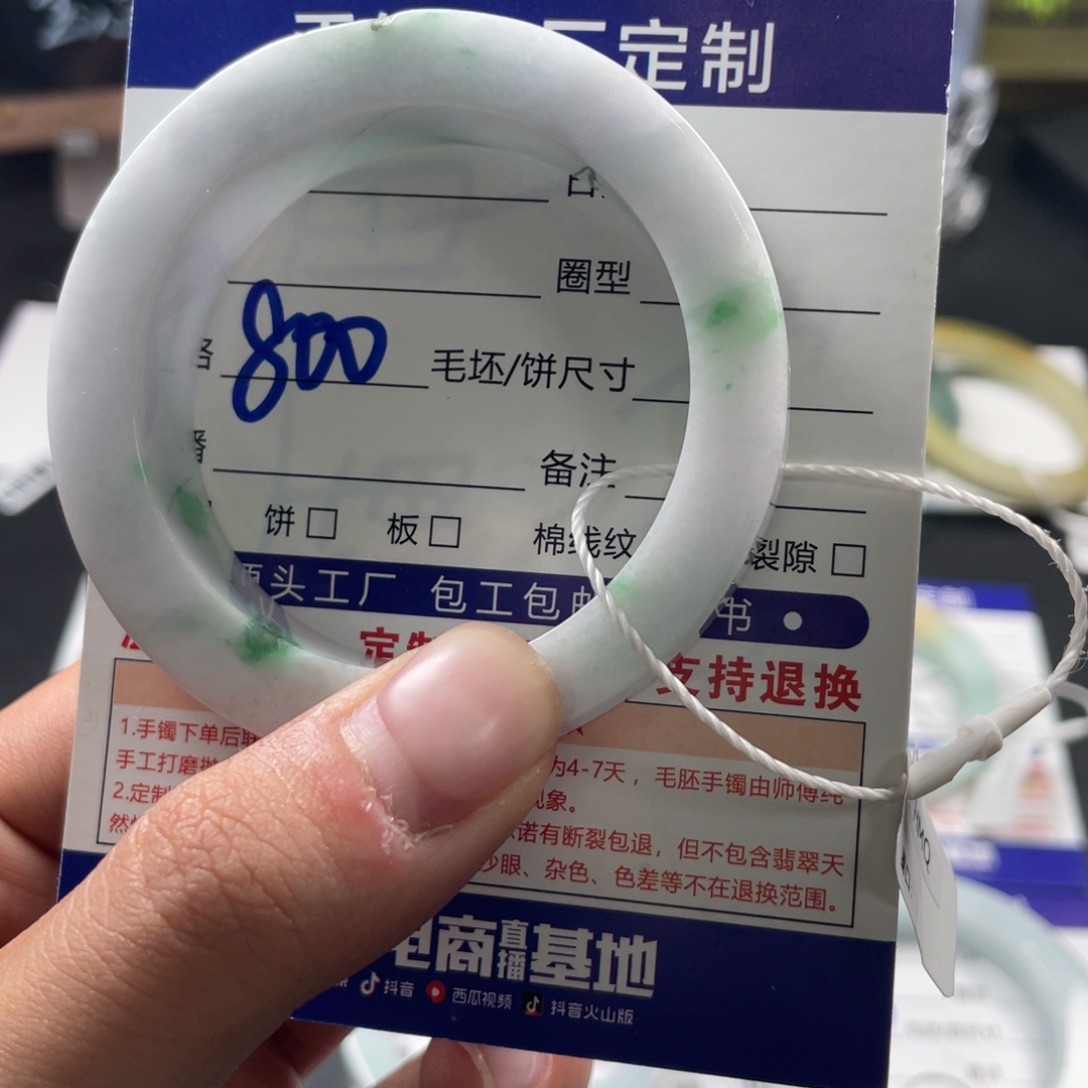 定制
圈型
800 毛坯/饼尺寸
备注
饼□ 板□ 棉线纹 裂隙□
头工厂 包工包邮 书
定制 支持退换
1.手镯下单后
为4-7天，毛胚手镯由师傅纯
手工打磨
2.定制
现象。
诺有断裂包退，但不包含翡翠天
然
少眼、杂色、色差等不在退换范围。
电商直播基地
抖音 西瓜视频 抖音火山版